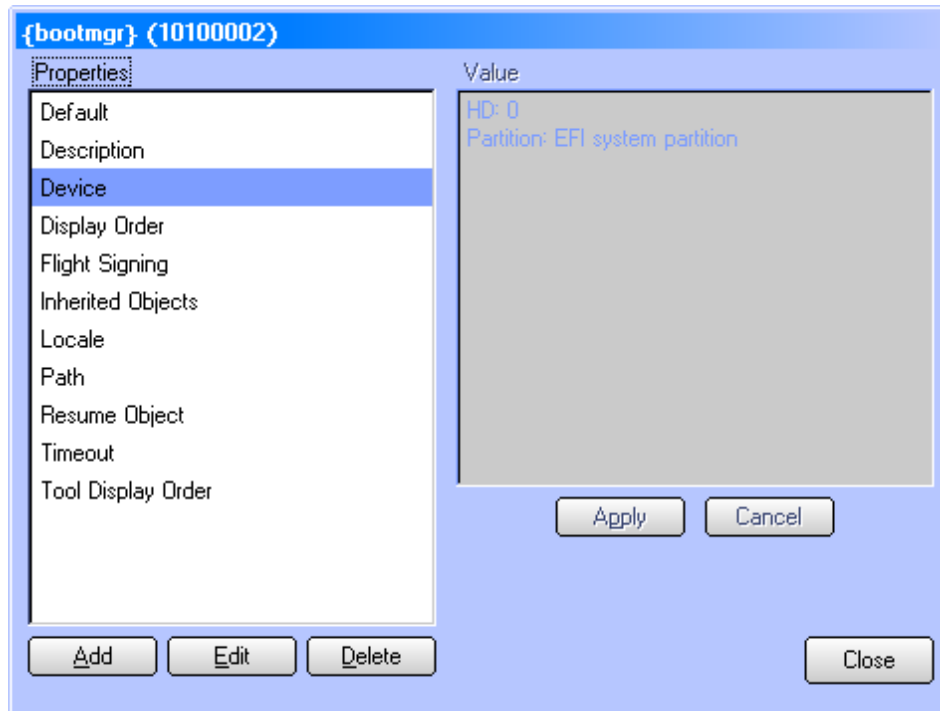 {bootmgr} (10100002)
Properties
Default
Description
Device
Display Order
Flight Signing
Inherited Objects
Locale
Path
Resume Object
Timeout
Tool Display Order
Add
Edit
Delete
Value
HD: 0
Partition: EFI system partition
Apply
Cancel
Close